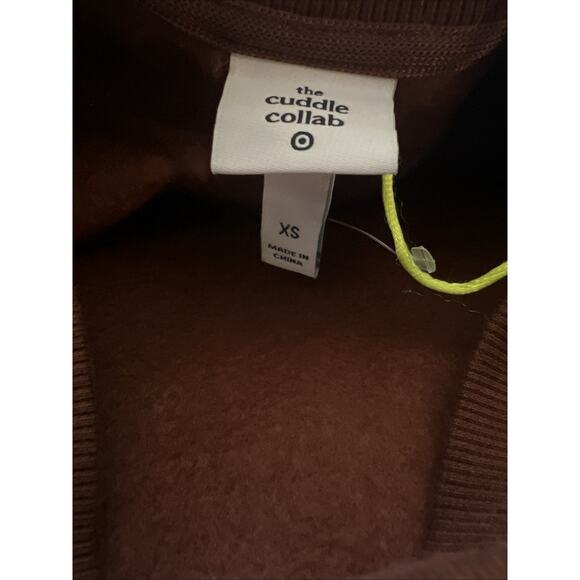 the
cuddle
collab
XS
MADE IN
CHINA